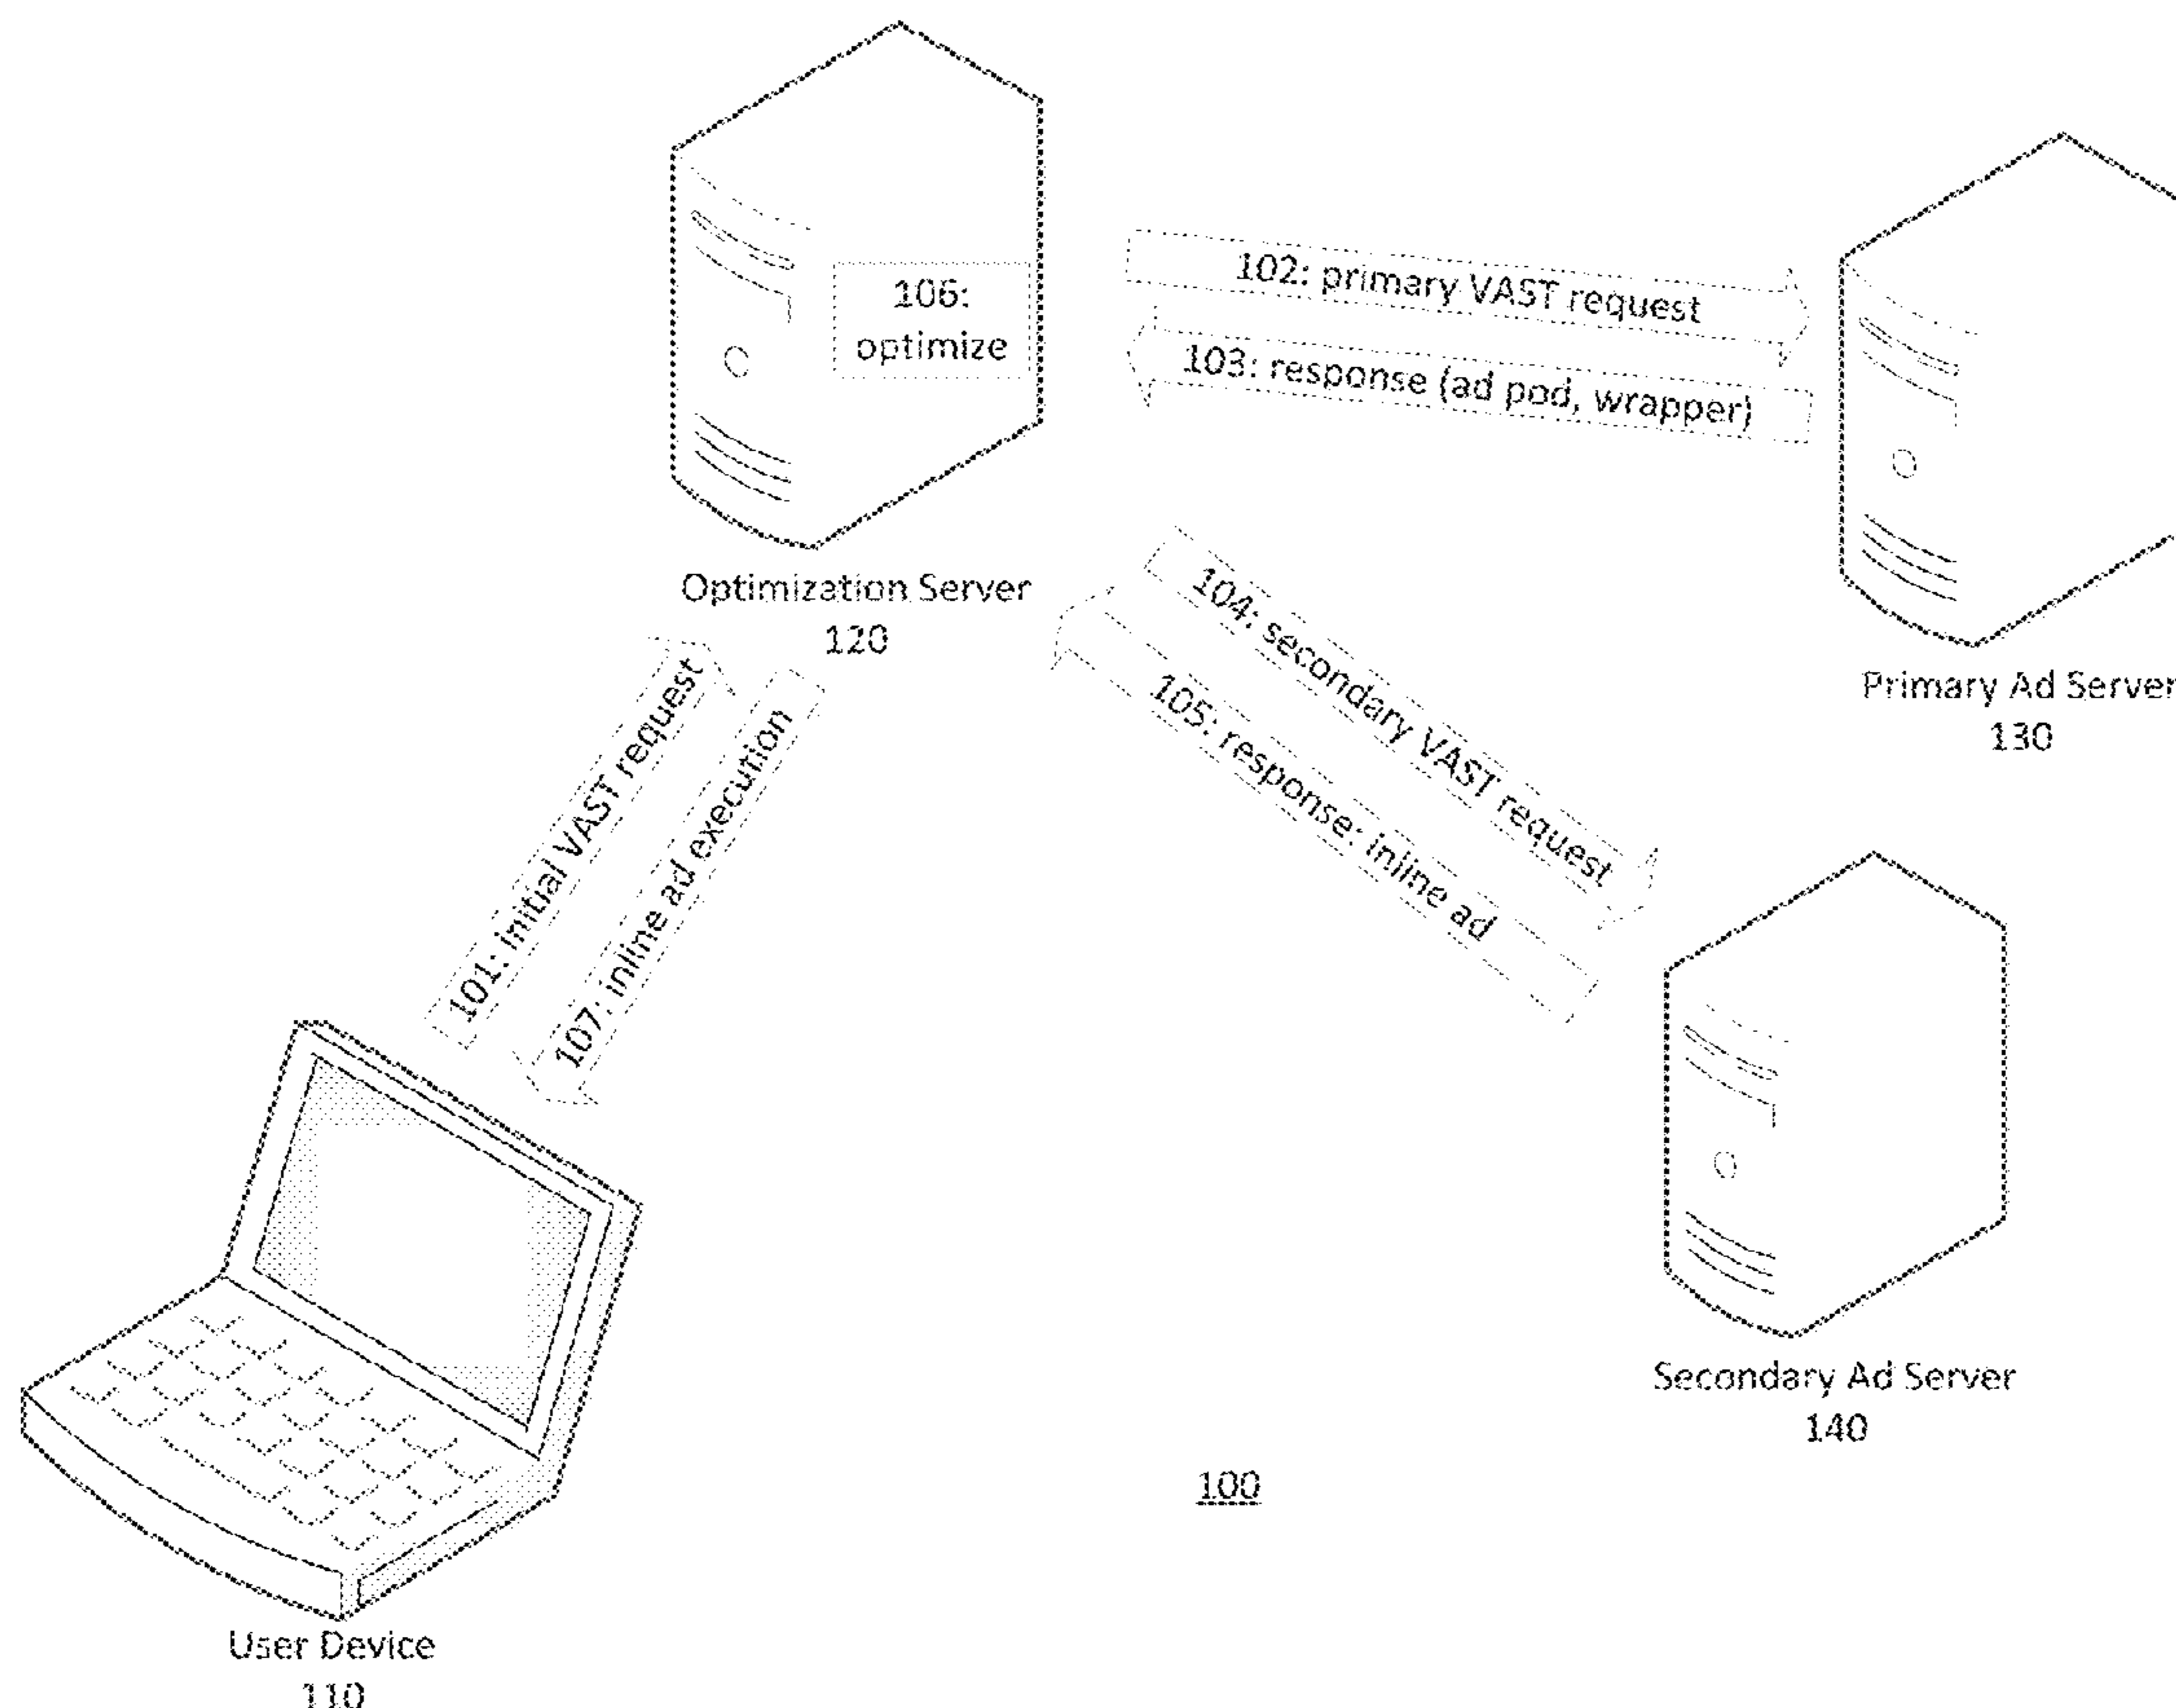 106:
optimize
102: primary VAST request
103: response (ad pod, wrapper)
Optimization Server
120
104: secondary VAST request
105: response: inline ad
Primary Ad Server
130
101: initial VAST request
107: inline ad execution
Secondary Ad Server
140
100
User Device
110